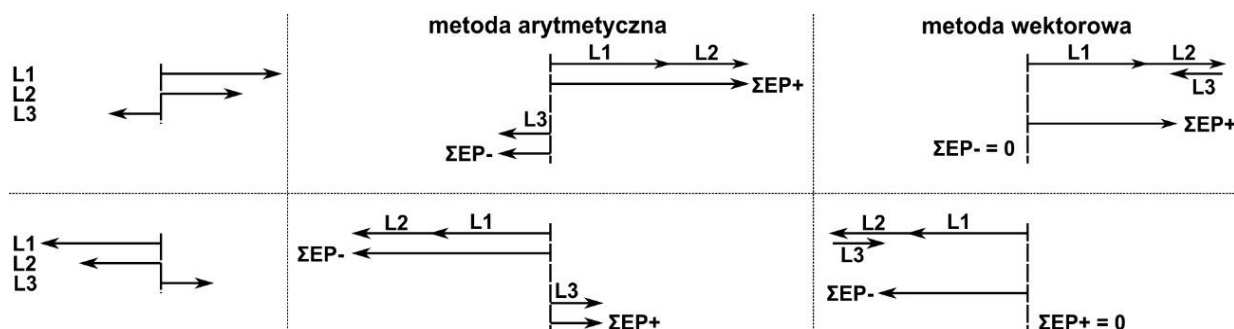 metoda arytmetyczna
metoda wektorowa
L1
L2
L3
L1 L2
ΣEP+
L3
ΣEP-
L1 L2
L3
ΣEP+
ΣEP- = 0
L1
L2
L3
L2 L1
ΣEP-
L3
ΣEP+
L2 L1
L3
ΣEP-
ΣEP+ = 0